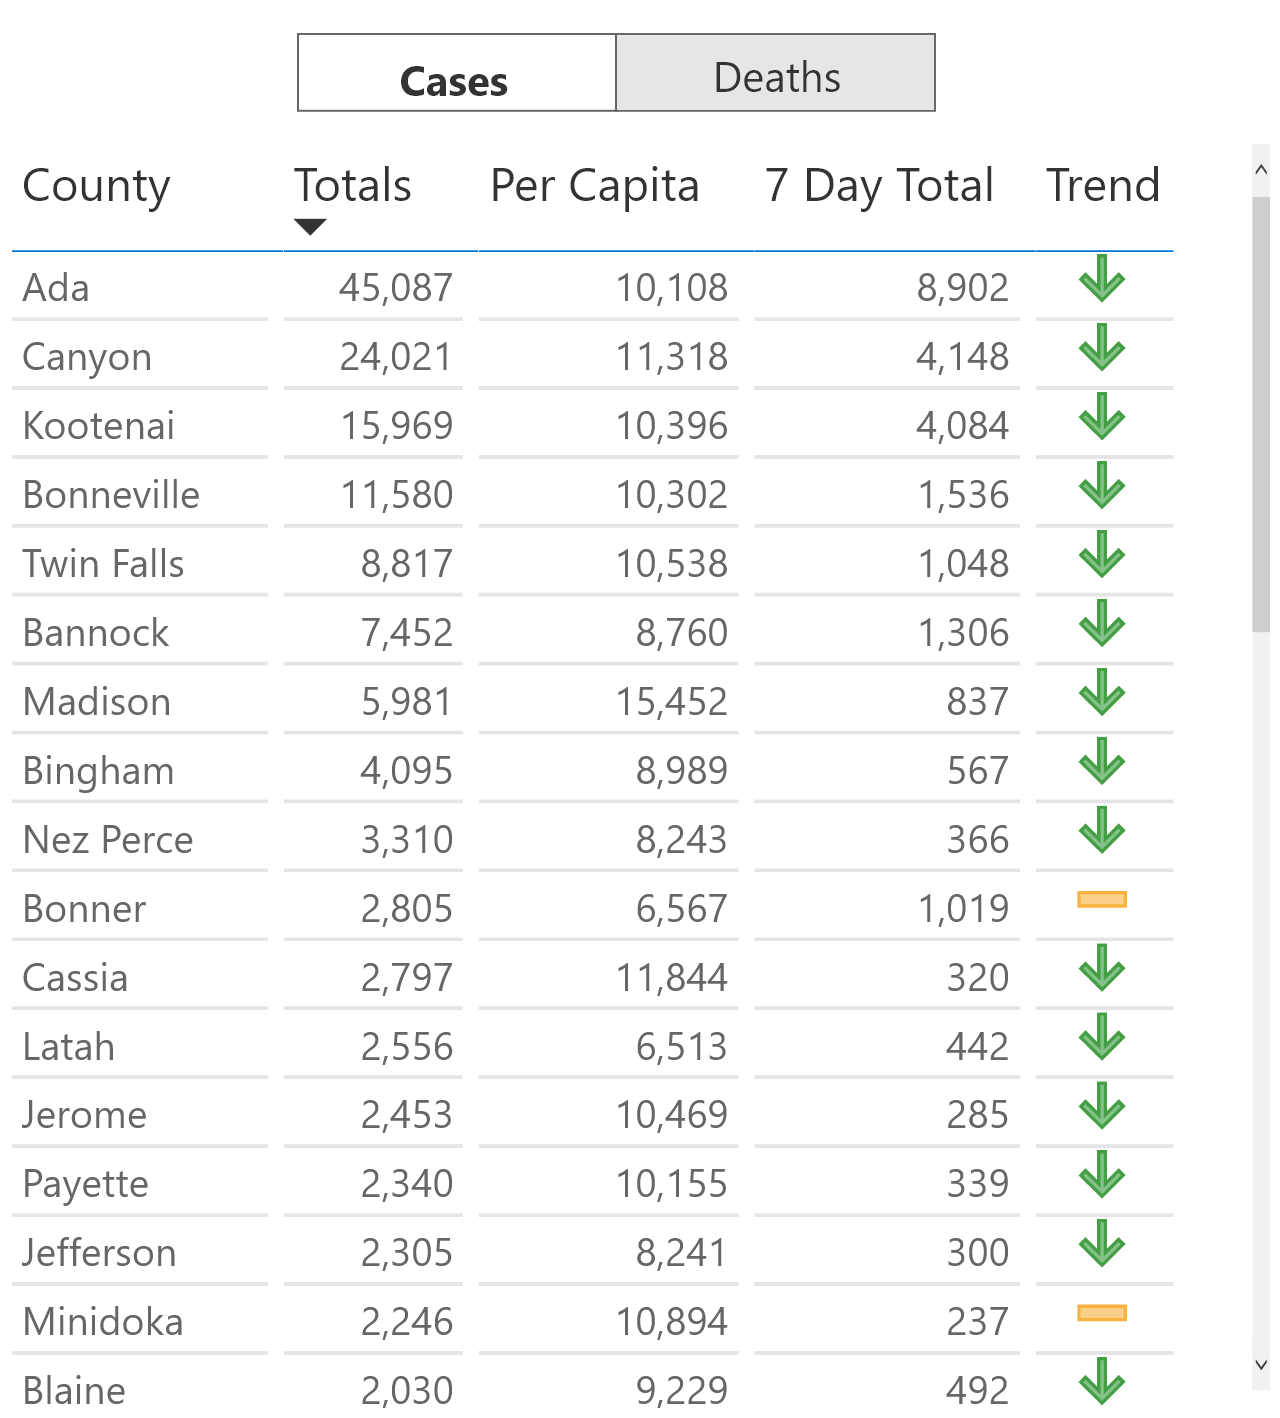 Cases Deaths
County Totals Per Capita 7 Day Total Trend
Ada 45,087 10,108 8,902
Canyon 24,021 11,318 4,148
Kootenai 15,969 10,396 4,084
Bonneville 11,580 10,302 1,536
Twin Falls 8,817 10,538 1,048
Bannock 7,452 8,760 1,306
Madison 5,981 15,452 837
Bingham 4,095 8,989 567
Nez Perce 3,310 8,243 366
Bonner 2,805 6,567 1,019
Cassia 2,797 11,844 320
Latah 2,556 6,513 442
Jerome 2,453 10,469 285
Payette 2,340 10,155 339
Jefferson 2,305 8,241 300
Minidoka 2,246 10,894 237
Blaine 2,030 9,229 492